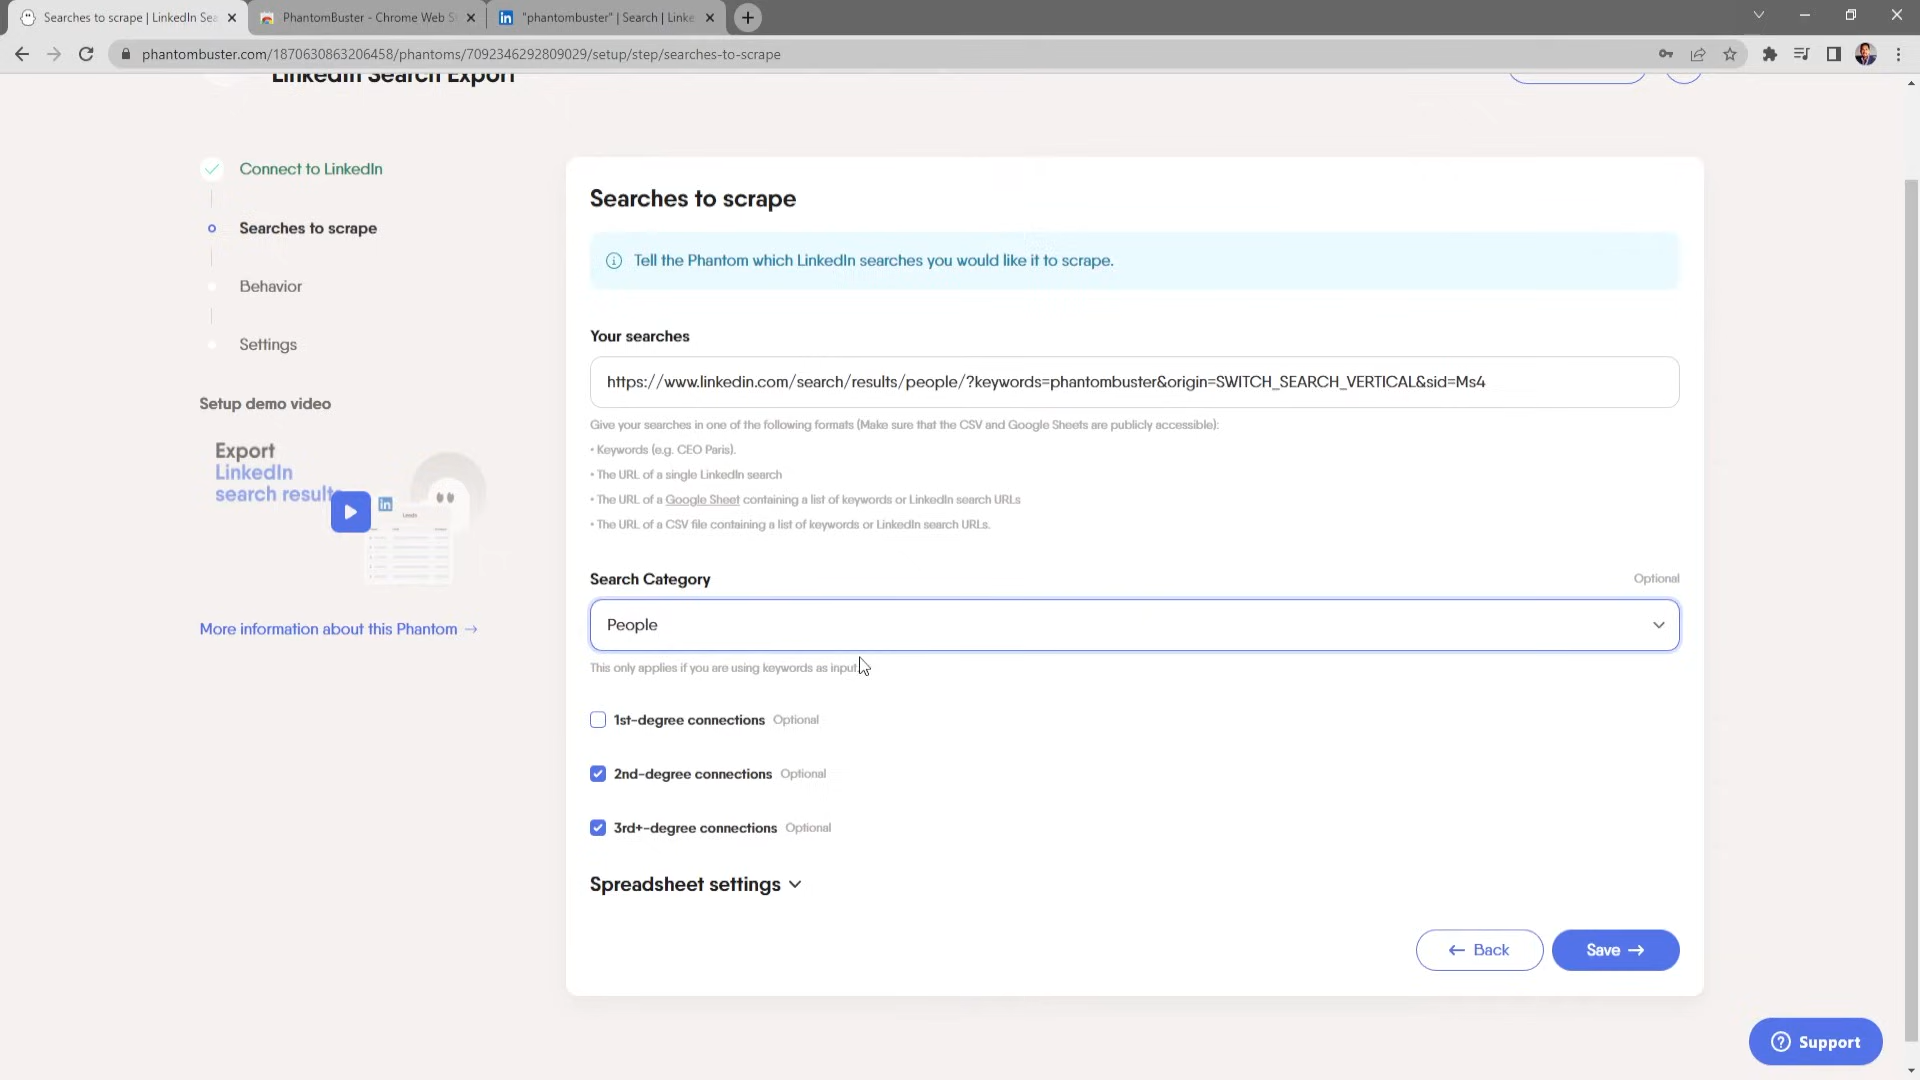 Searches to scrape | LinkedIn Sea
PhantomBuster - Chrome Web S
"phantombuster" | Search | Linke
phantombuster.com/1870630863206458/phantoms/7092346292809029/setup/step/searches-to-scrape
LinkedIn Search Export
Connect to LinkedIn
Searches to scrape
Behavior
Settings
Setup demo video
Export
LinkedIn
search results
in
Leads
More information about this Phantom →
Searches to scrape
Tell the Phantom which LinkedIn searches you would like it to scrape.
Your searches
https://www.linkedin.com/search/results/people/?keywords=phantombuster&origin=SWITCH_SEARCH_VERTICAL&sid=Ms4
Give your searches in one of the following formats (Make sure that the CSV and Google Sheets are publicly accessible):
• Keywords (e.g. CEO Paris).
• The URL of a single LinkedIn search
• The URL of a Google Sheet containing a list of keywords or LinkedIn search URLs
• The URL of a CSV file containing a list of keywords or LinkedIn search URLs.
Search Category Optional
People
This only applies if you are using keywords as input.
1st-degree connections Optional
2nd-degree connections Optional
3rd+-degree connections Optional
Spreadsheet settings
← Back
Save →
Support